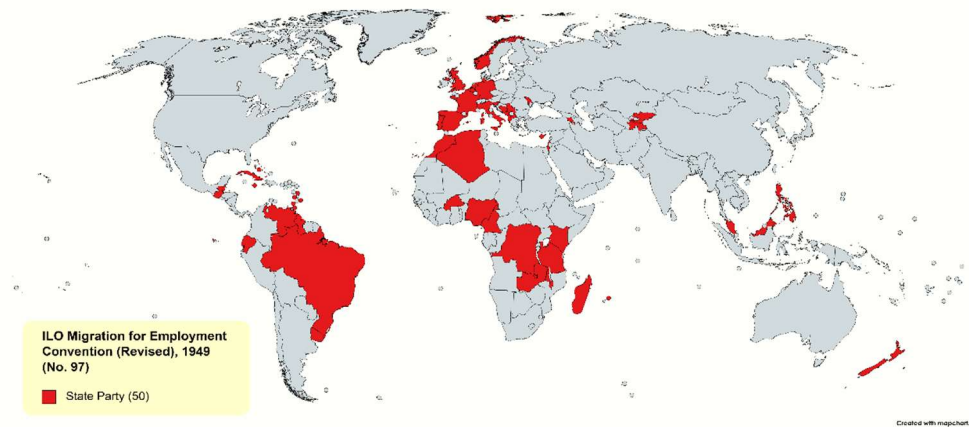 ILO Migration for Employment
Convention (Revised), 1949
(No. 97)
State Party (50)
Created with mapchart.